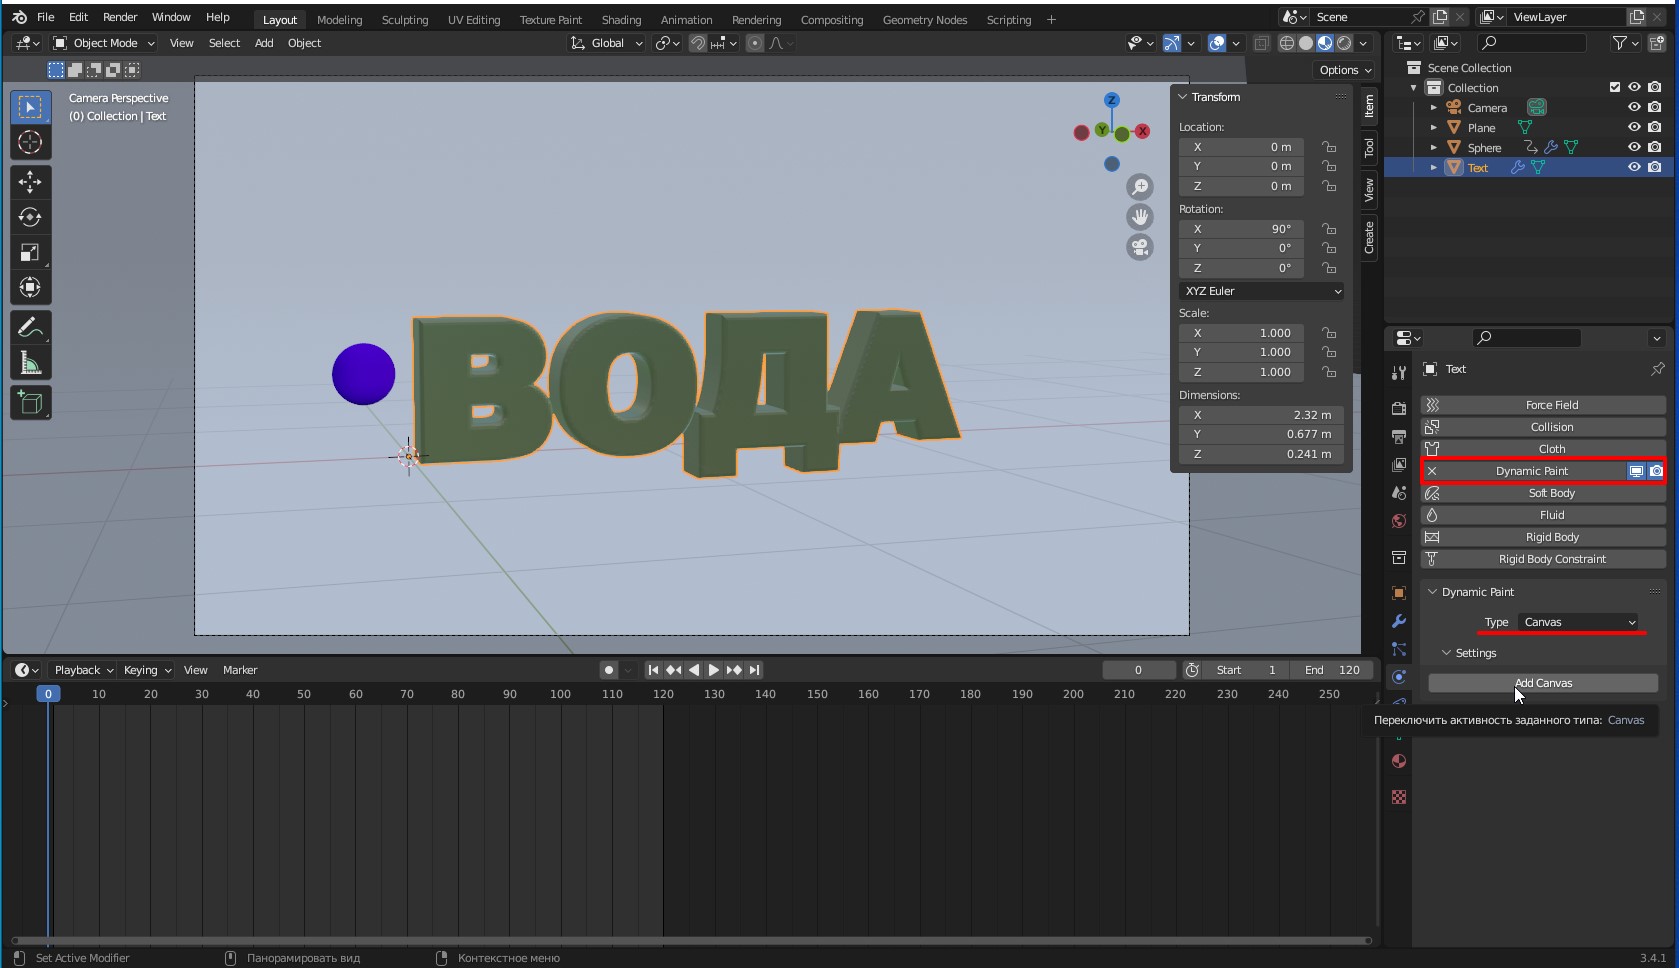 File Edit Render Window Help Layout Modeling Sculpting UV Editing Texture Paint Shading Animation Rendering Compositing Geometry Nodes Scripting + Scene ViewLayer
Object Mode View Select Add Object Global
Options
Camera Perspective
(0) Collection | Text
Z
Y
X
Transform
Location:
X 0 m
Y 0 m
Z 0 m
Rotation:
X 90°
Y 0°
Z 0°
XYZ Euler
Scale:
X 1.000
Y 1.000
Z 1.000
Dimensions:
X 2.32 m
Y 0.677 m
Z 0.241 m
Item
Tool
View
Create
ВОДА
Scene Collection
Collection
Camera
Plane
Sphere
Text
Text
Force Field
Collision
Cloth
Dynamic Paint
Soft Body
Fluid
Rigid Body
Rigid Body Constraint
Dynamic Paint
Type Canvas
Settings
Add Canvas
Переключить активность заданного типа: Canvas
Playback Keying View Marker 0 Start 1 End 120
0 10 20 30 40 50 60 70 80 90 100 110 120 130 140 150 160 170 180 190 200 210 220 230 240 250
Set Active Modifier Панорамировать вид Контекстное меню 3.4.1